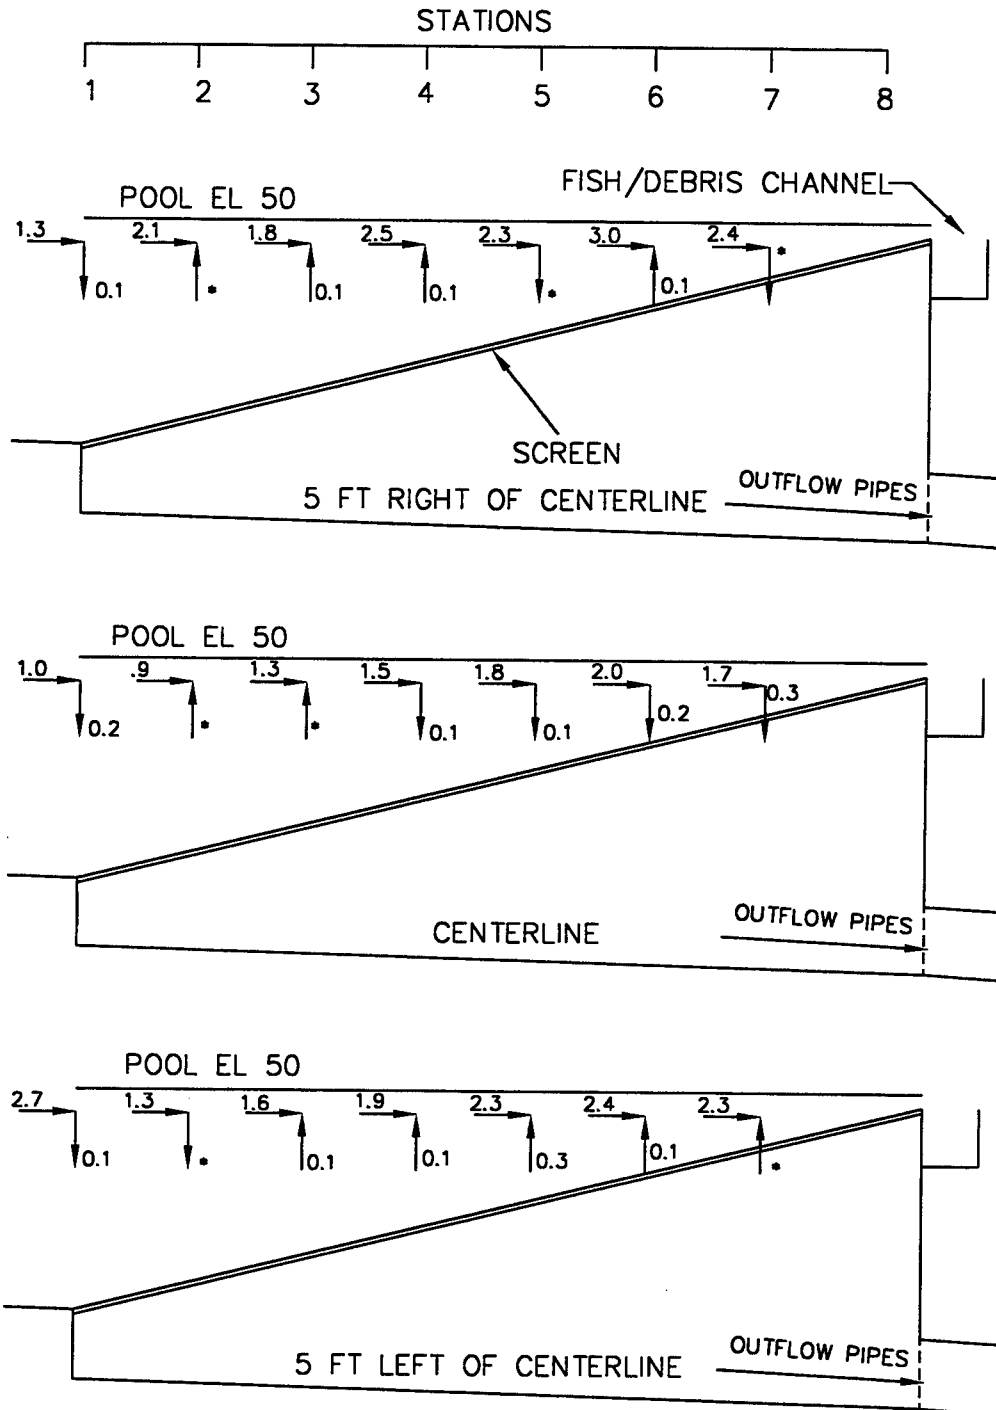 STATIONS
1 2 3 4 5 6 7 8
FISH/DEBRIS CHANNEL
POOL EL 50
1.3 2.1 1.8 2.5 2.3 3.0 2.4 *
0.1 * 0.1 0.1 * 0.1
SCREEN
OUTFLOW PIPES
5 FT RIGHT OF CENTERLINE
POOL EL 50
1.0 .9 1.3 1.5 1.8 2.0 1.7 0.3
0.2 * * 0.1 0.1 0.2
OUTFLOW PIPES
CENTERLINE
POOL EL 50
2.7 1.3 1.6 1.9 2.3 2.4 2.3
0.1 * 0.1 0.1 0.3 0.1 *
OUTFLOW PIPES
5 FT LEFT OF CENTERLINE